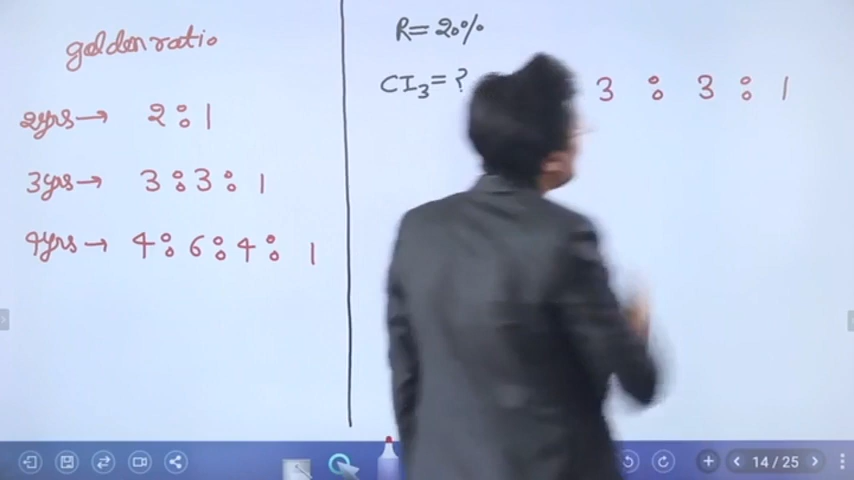 golden ratio
2yrs → 2 : 1
3yrs → 3 : 3 : 1
4yrs → 4 : 6 : 4 : 1
R = 20%
CI₃ = ?
3 : 3 : 1
14 / 25